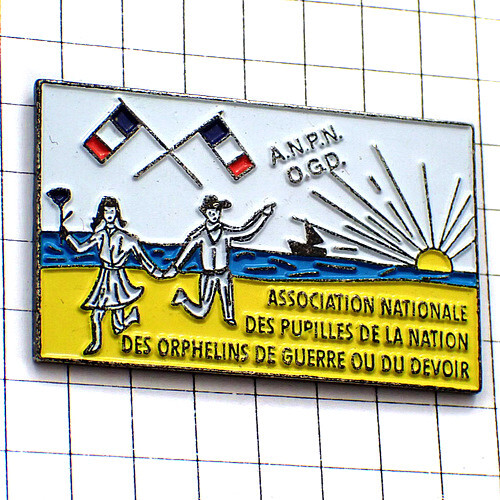 A.N.P.N.
O.G.D.
ASSOCIATION NATIONALE
DES PUPILLES DE LA NATION
DES ORPHELINS DE GUERRE OU DU DEVOIR